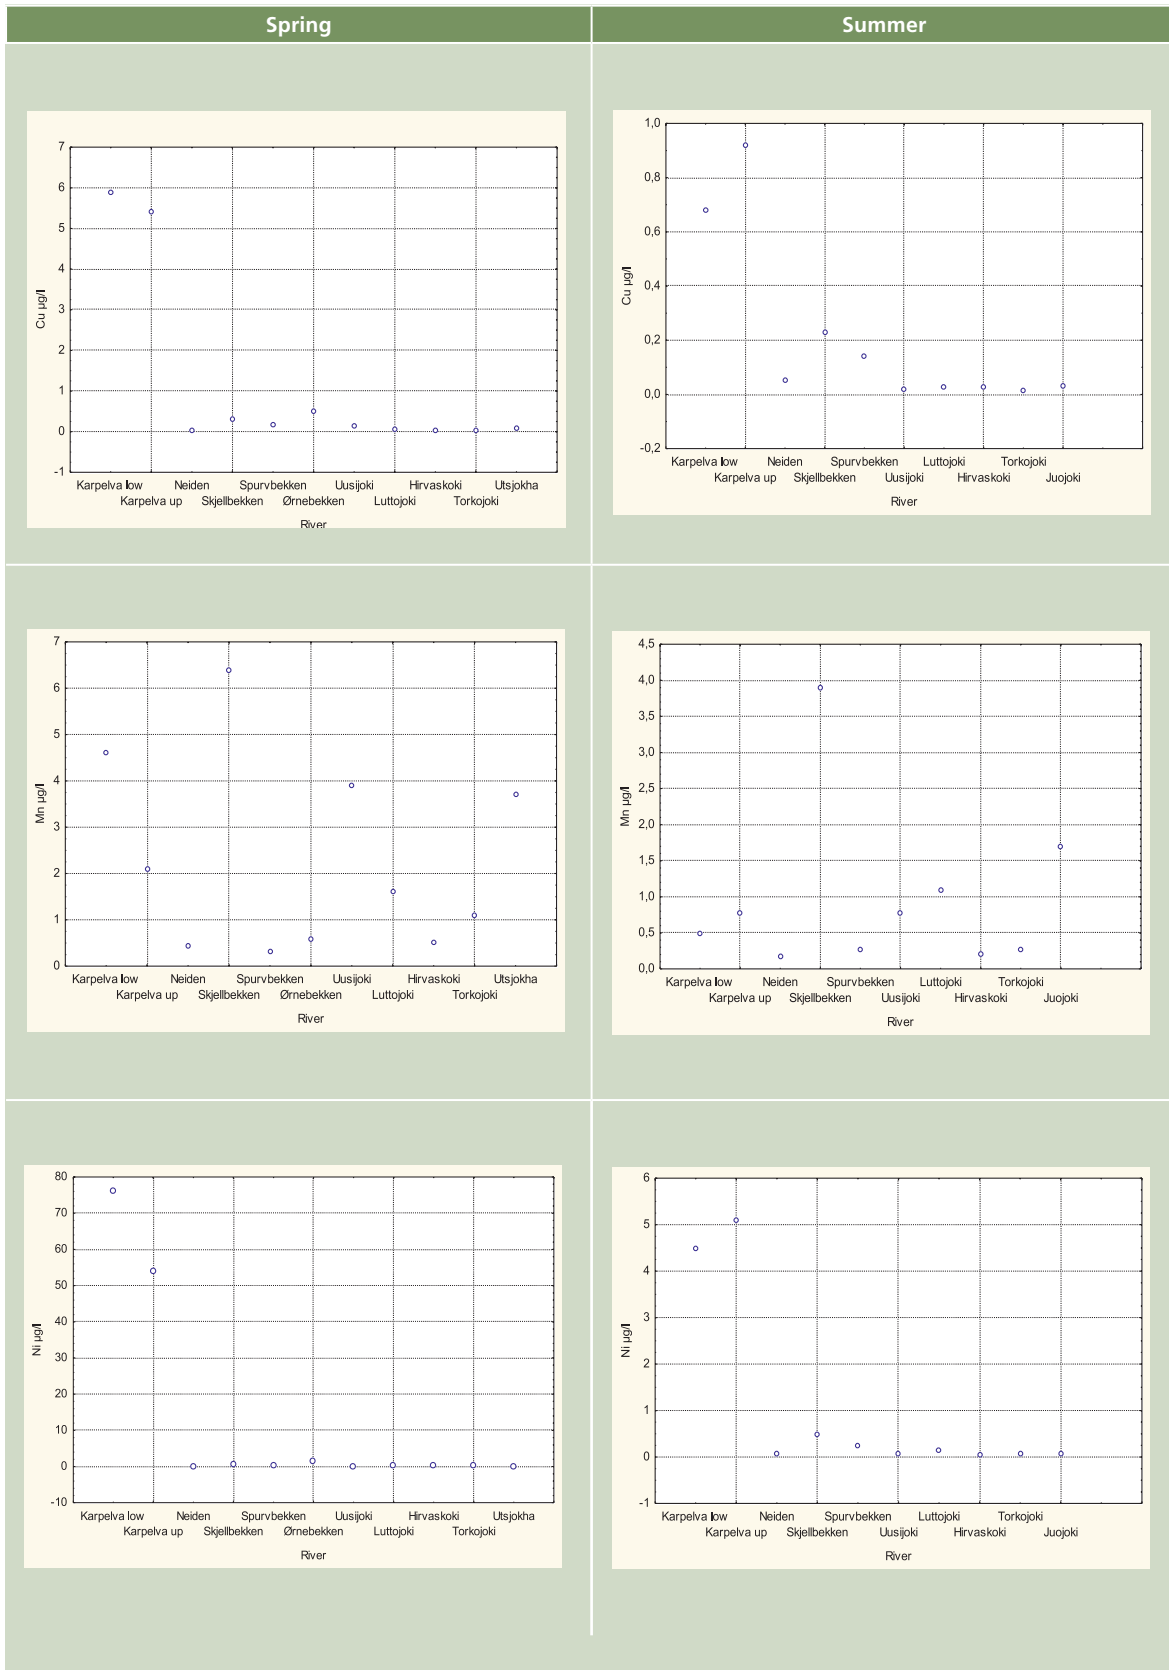 Spring
Summer
7
6
5
4
3
2
1
0
-1
Cu µg/l
Karpelva low Neiden Spurvbekken Uusijoki Hirvaskoki Utsjokha
Karpelva up Skjellbekken Ørnebekken Luttojoki Torkojoki
River
1,0
0,8
0,6
0,4
0,2
0,0
-0,2
Cu µg/l
Karpelva low Neiden Spurvbekken Luttojoki Torkojoki
Karpelva up Skjellbekken Uusijoki Hirvaskoki Juojoki
River
7
6
5
4
3
2
1
0
Mn µg/l
Karpelva low Neiden Spurvbekken Uusijoki Hirvaskoki Utsjokha
Karpelva up Skjellbekken Ørnebekken Luttojoki Torkojoki
River
4,5
4,0
3,5
3,0
2,5
2,0
1,5
1,0
0,5
0,0
Mn µg/l
Karpelva low Neiden Spurvbekken Luttojoki Torkojoki
Karpelva up Skjellbekken Uusijoki Hirvaskoki Juojoki
River
80
70
60
50
40
30
20
10
0
-10
Ni µg/l
Karpelva low Neiden Spurvbekken Uusijoki Hirvaskoki Utsjokha
Karpelva up Skjellbekken Ørnebekken Luttojoki Torkojoki
River
6
5
4
3
2
1
0
-1
Ni µg/l
Karpelva low Neiden Spurvbekken Luttojoki Torkojoki
Karpelva up Skjellbekken Uusijoki Hirvaskoki Juojoki
River